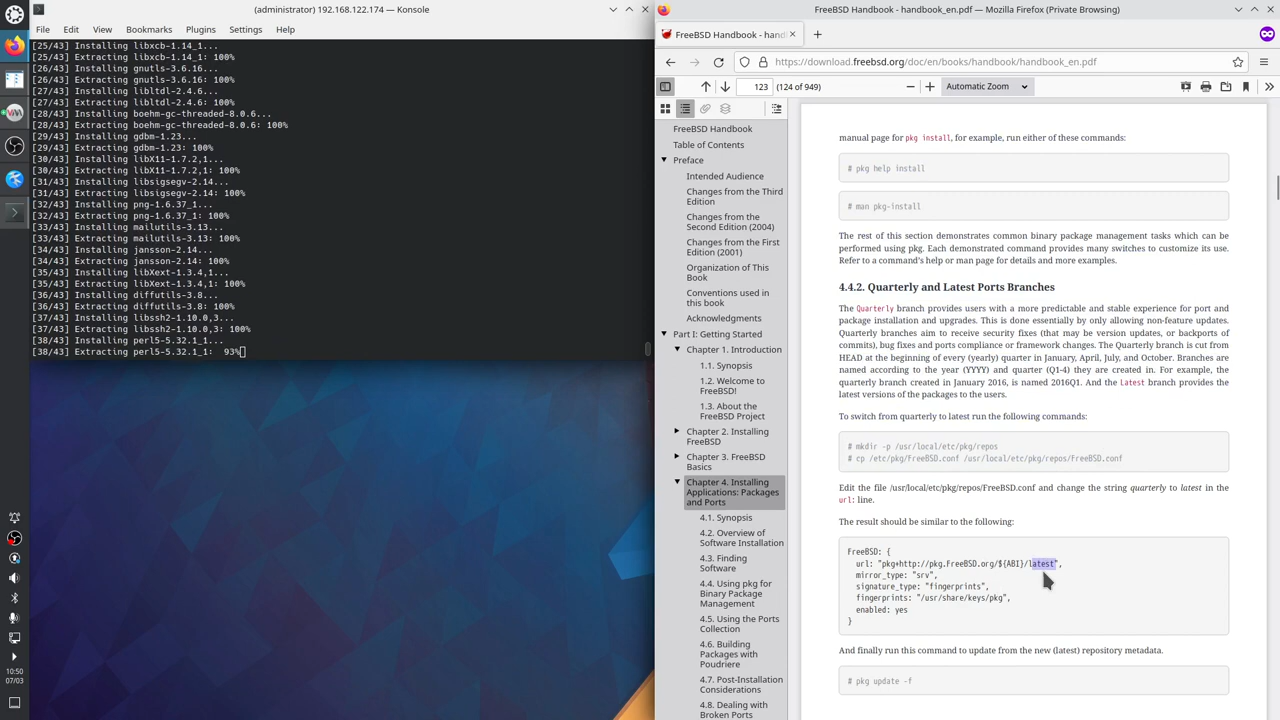 (administrator) 192.168.122.174 — Konsole
File Edit View Bookmarks Plugins Settings Help
[25/43] Installing libxcb-1.14_1...
[25/43] Extracting libxcb-1.14_1: 100%
[26/43] Installing gnutls-3.6.16...
[26/43] Extracting gnutls-3.6.16: 100%
[27/43] Installing libltdl-2.4.6...
[27/43] Extracting libltdl-2.4.6: 100%
[28/43] Installing boehm-gc-threaded-8.0.6...
[28/43] Extracting boehm-gc-threaded-8.0.6: 100%
[29/43] Installing gdbm-1.23...
[29/43] Extracting gdbm-1.23: 100%
[30/43] Installing libX11-1.7.2,1...
[30/43] Extracting libX11-1.7.2,1: 100%
[31/43] Installing libsigsegv-2.14...
[31/43] Extracting libsigsegv-2.14: 100%
[32/43] Installing png-1.6.37_1...
[32/43] Extracting png-1.6.37_1: 100%
[33/43] Installing mailutils-3.13...
[33/43] Extracting mailutils-3.13: 100%
[34/43] Installing jansson-2.14...
[34/43] Extracting jansson-2.14: 100%
[35/43] Installing libXext-1.3.4,1...
[35/43] Extracting libXext-1.3.4,1: 100%
[36/43] Installing diffutils-3.8...
[36/43] Extracting diffutils-3.8: 100%
[37/43] Installing libssh2-1.10.0,3...
[37/43] Extracting libssh2-1.10.0,3: 100%
[38/43] Installing perl5-5.32.1_1...
[38/43] Extracting perl5-5.32.1_1: 93%
10:50
07/03
FreeBSD Handbook - handbook_en.pdf — Mozilla Firefox (Private Browsing)
FreeBSD Handbook - hand
https://download.freebsd.org/doc/en/books/handbook/handbook_en.pdf
123 (124 of 949) Automatic Zoom
FreeBSD Handbook
Table of Contents
Preface
Intended Audience
Changes from the Third
Edition
Changes from the
Second Edition (2004)
Changes from the First
Edition (2001)
Organization of This
Book
Conventions used in
this book
Acknowledgments
Part I: Getting Started
Chapter 1. Introduction
1.1. Synopsis
1.2. Welcome to
FreeBSD!
1.3. About the
FreeBSD Project
Chapter 2. Installing
FreeBSD
Chapter 3. FreeBSD
Basics
Chapter 4. Installing
Applications: Packages
and Ports
4.1. Synopsis
4.2. Overview of
Software Installation
4.3. Finding
Software
4.4. Using pkg for
Binary Package
Management
4.5. Using the Ports
Collection
4.6. Building
Packages with
Poudriere
4.7. Post-Installation
Considerations
4.8. Dealing with
Broken Ports
manual page for pkg install, for example, run either of these commands:
# pkg help install
# man pkg-install
The rest of this section demonstrates common binary package management tasks which can be
performed using pkg. Each demonstrated command provides many switches to customize its use.
Refer to a command's help or man page for details and more examples.
4.4.2. Quarterly and Latest Ports Branches
The Quarterly branch provides users with a more predictable and stable experience for port and
package installation and upgrades. This is done essentially by only allowing non-feature updates.
Quarterly branches aim to receive security fixes (that may be version updates, or backports of
commits), bug fixes and ports compliance or framework changes. The Quarterly branch is cut from
HEAD at the beginning of every (yearly) quarter in January, April, July, and October. Branches are
named according to the year (YYYY) and quarter (Q1-4) they are created in. For example, the
quarterly branch created in January 2016, is named 2016Q1. And the Latest branch provides the
latest versions of the packages to the users.
To switch from quarterly to latest run the following commands:
# mkdir -p /usr/local/etc/pkg/repos
# cp /etc/pkg/FreeBSD.conf /usr/local/etc/pkg/repos/FreeBSD.conf
Edit the file /usr/local/etc/pkg/repos/FreeBSD.conf and change the string quarterly to latest in the
url: line.
The result should be similar to the following:
FreeBSD: {
url: "pkg+http://pkg.FreeBSD.org/${ABI}/latest",
mirror_type: "srv",
signature_type: "fingerprints",
fingerprints: "/usr/share/keys/pkg",
enabled: yes
}
And finally run this command to update from the new (latest) repository metadata.
# pkg update -f